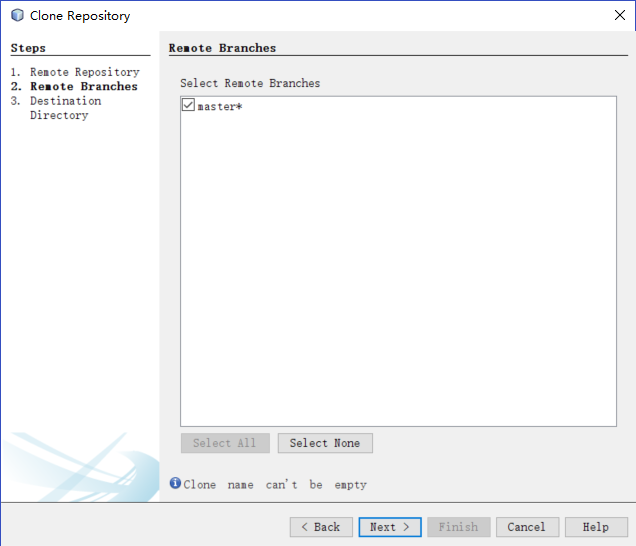 Clone Repository
Steps
1. Remote Repository
2. Remote Branches
3. Destination
Directory
Remote Branches
Select Remote Branches
master*
Select All
Select None
Clone name can't be empty
< Back
Next >
Finish
Cancel
Help